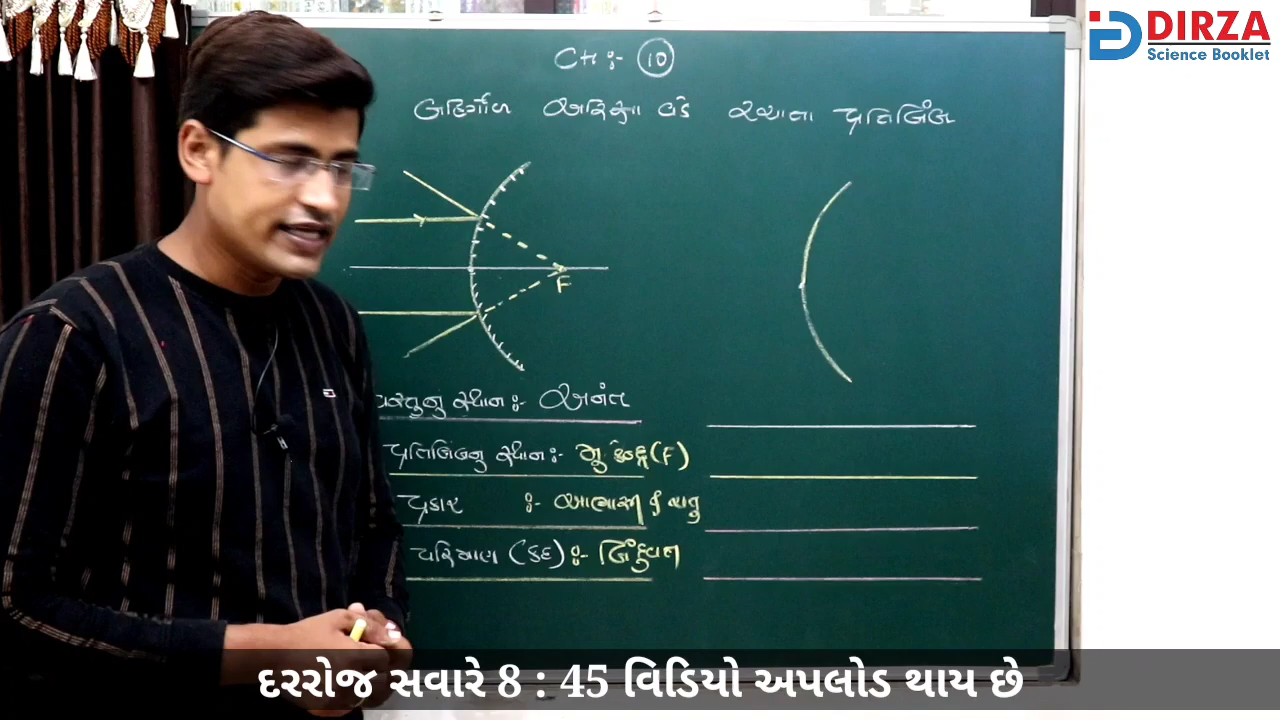 DIRZA
Science Booklet
CH :- 10
બહિર્ગોળ અરિસા વડે રચાતા પ્રતિબિંબ
F
વસ્તુનુ સ્થાન :- અનંત
પ્રતિબિંબનુ સ્થાન :- મુ. કેન્દ્ર (F)
પ્રકાર :- આભાસી
પરિમાણ (કદ) :- બિંદુવત
દરરોજ સવારે 8 : 45 વિડિયો અપલોડ થાય છે